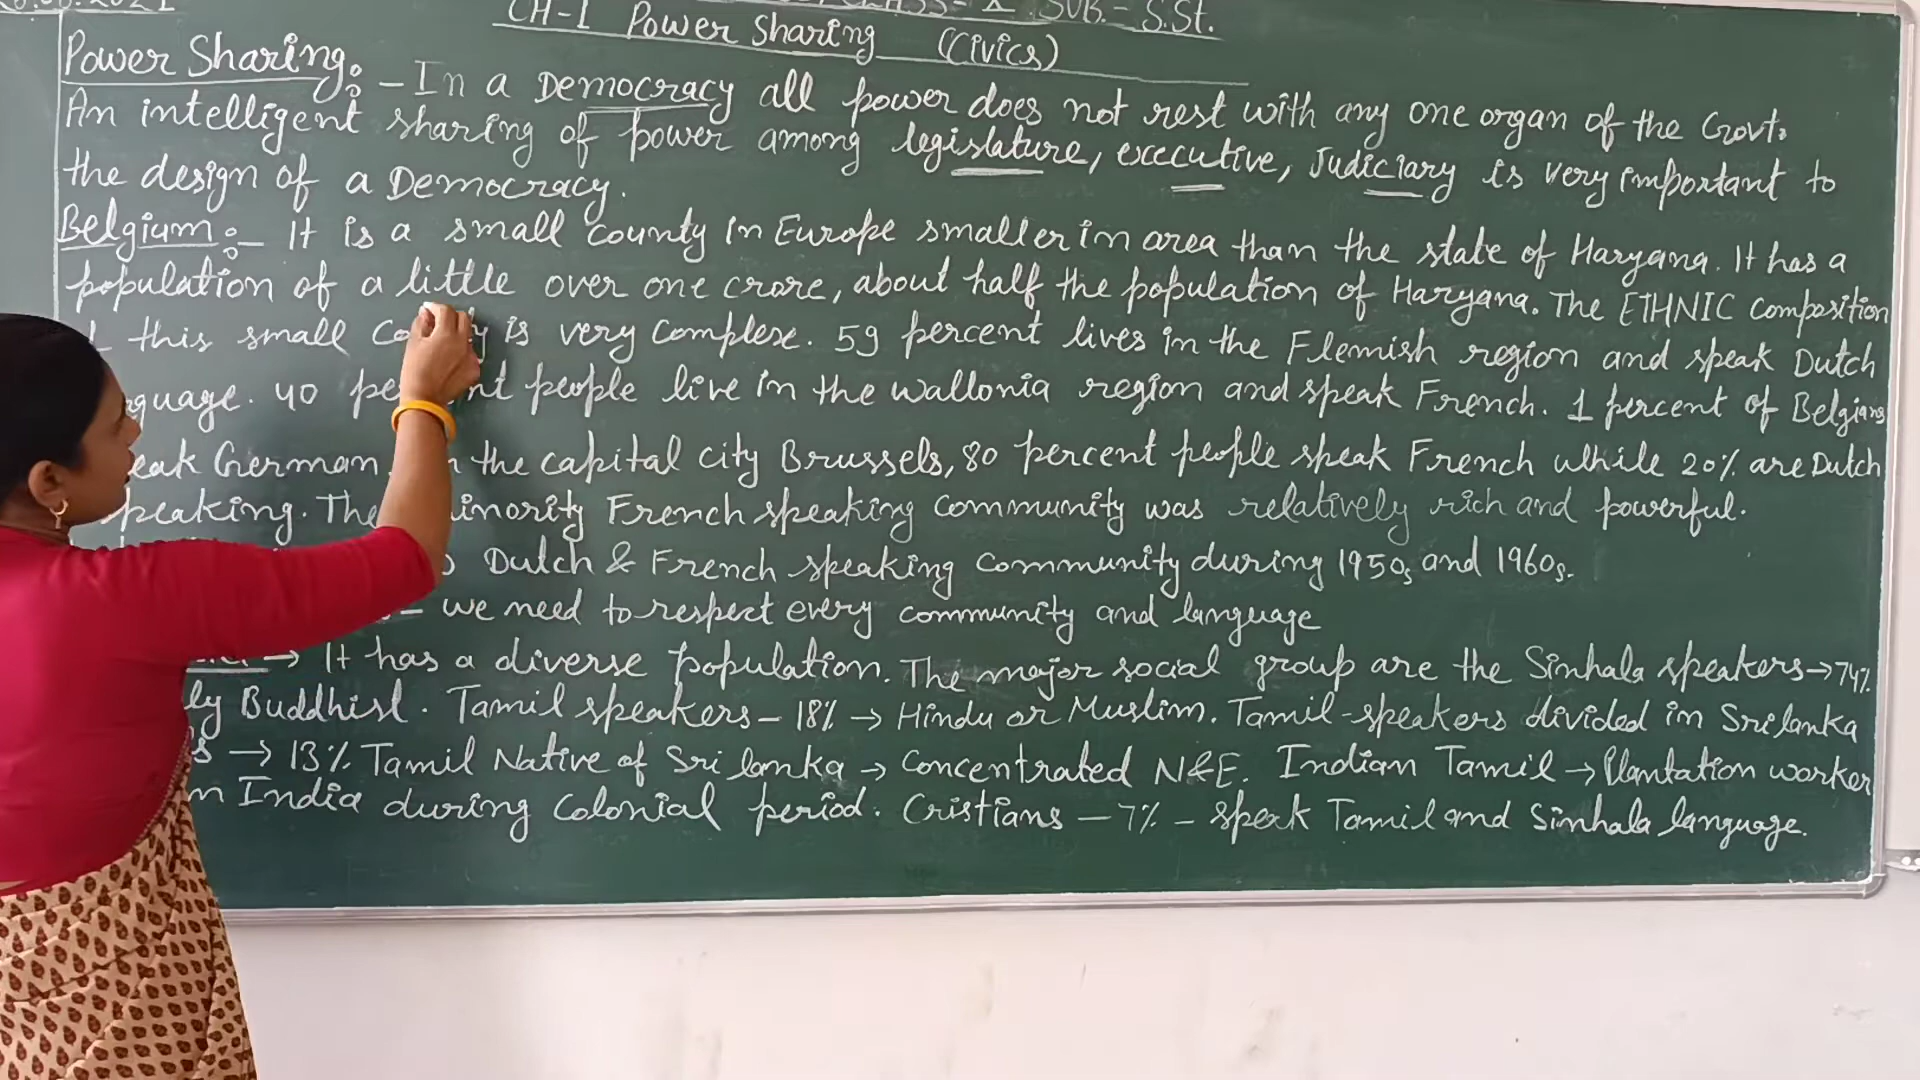 CLASS- X SUB.- S.St.
CH-1 Power Sharing (Civics)
Power Sharing:- In a Democracy all power does not rest with any one organ of the Govt.
An intelligent sharing of power among legislature, executive, Judiciary is very important to
the design of a Democracy.
Belgium:- It is a small county in Europe smaller in area than the state of Haryana. It has a
population of a little over one crore, about half the population of Haryana. The ETHNIC Composition
this small is very Complex. 59 percent lives in the Flemish region and speak Dutch
guage. 40 people live in the wallonia region and speak French. 1 percent of Belgians
eak German. the capital city Brussels, 80 percent people speak French while 20% are Dutch
peaking. The inority French speaking Community was relatively rich and powerful.
Dutch & French speaking Community during 1950s and 1960s.
- we need to respect every community and language
→ It has a diverse population. The major social group are the Sinhala speakers → 74%
ly Buddhist. Tamil speakers - 18% → Hindu or Muslim. Tamil-speakers divided in Srilanka
s → 13% Tamil Native of Sri lanka → Concentrated N&E. Indian Tamil → Plantation worker
m India during Colonial period. Cristians - 7% - speak Tamil and Sinhala language.